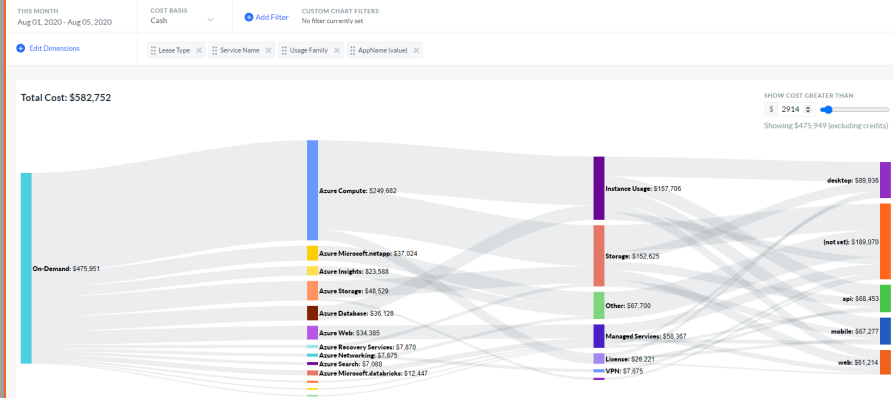 THIS MONTH
Aug 01, 2020 - Aug 05, 2020
COST BASIS
Cash
Add Filter
CUSTOM CHART FILTERS
No filter currently set
Edit Dimensions
Lease Type
Service Name
Usage Family
AppName (value)
Total Cost: $582,752
SHOW COST GREATER THAN
$ 2914
Showing $475,949 (excluding credits)
On-Demand: $475,951
Azure Compute: $249,682
Azure Microsoft.netapp: $37,024
Azure Insights: $23,588
Azure Storage: $48,529
Azure Database: $36,128
Azure Web: $34,385
Azure Recovery Services: $7,870
Azure Networking: $7,675
Azure Search: $7,088
Azure Microsoft.databricks: $12,447
Instance Usage: $157,706
Storage: $152,625
Other: $67,700
Managed Services: $58,367
License: $26,221
VPN: $7,675
desktop: $89,936
(not set): $189,070
api: $68,453
mobile: $67,277
web: $61,214